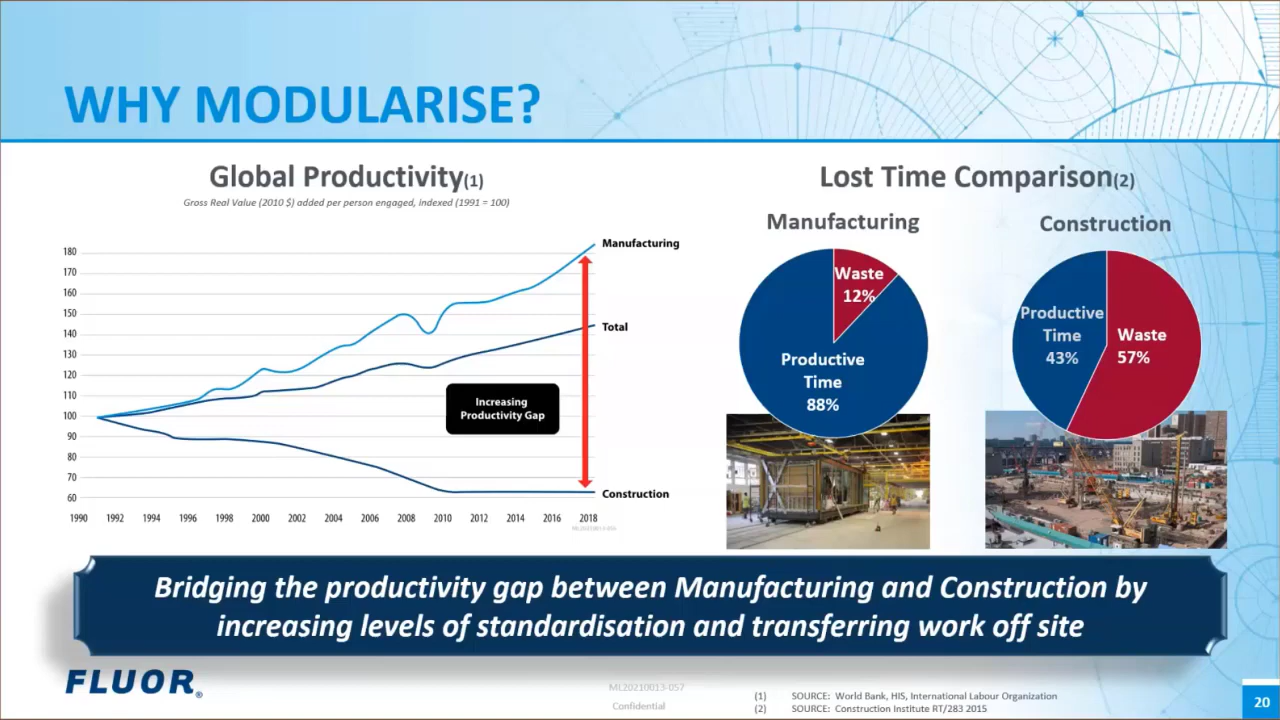 WHY MODULARISE?
Global Productivity(1)
Gross Real Value (2010 $) added per person engaged, indexed (1991 = 100)
180
170
160
150
140
130
120
110
100
90
80
70
60
1990 1992 1994 1996 1998 2000 2002 2004 2006 2008 2010 2012 2014 2016 2018
Manufacturing
Total
Construction
Increasing
Productivity Gap
Lost Time Comparison(2)
Manufacturing
Waste
12%
Productive
Time
88%
Construction
Productive
Time
43%
Waste
57%
Bridging the productivity gap between Manufacturing and Construction by
increasing levels of standardisation and transferring work off site
FLUOR®
ML20210013-057
Confidential
(1) SOURCE: World Bank, HIS, International Labour Organization
(2) SOURCE: Construction Institute RT/283 2015
20